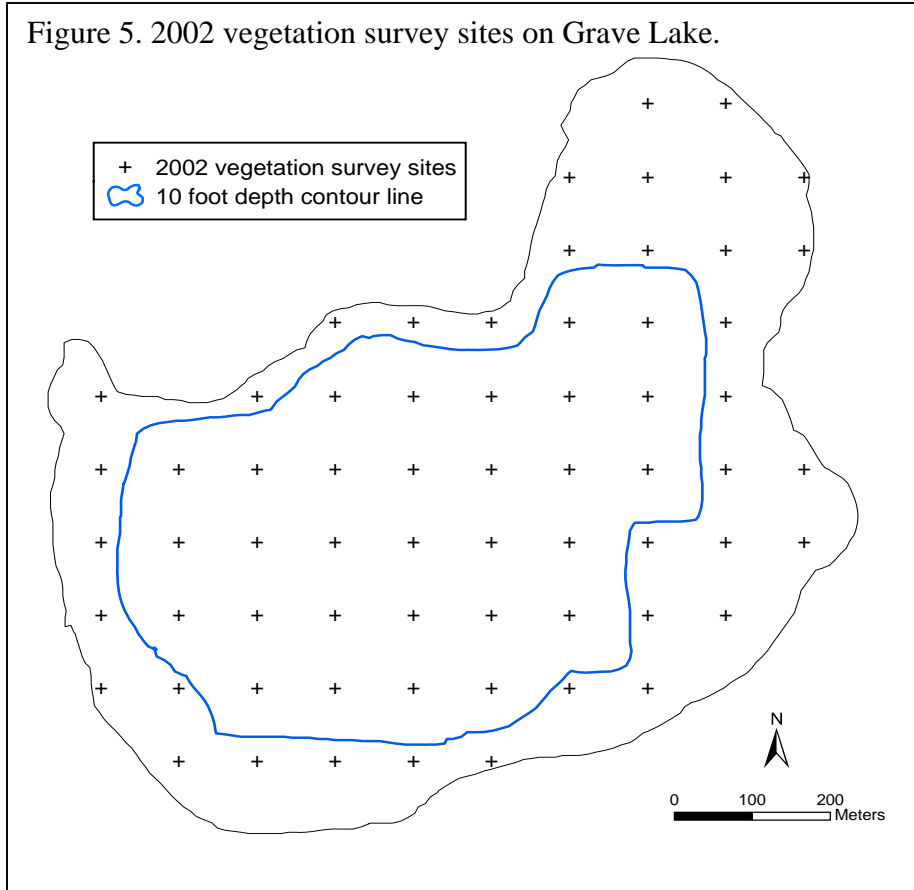 Figure 5. 2002 vegetation survey sites on Grave Lake.
2002 vegetation survey sites
10 foot depth contour line
N
0 100 200
Meters